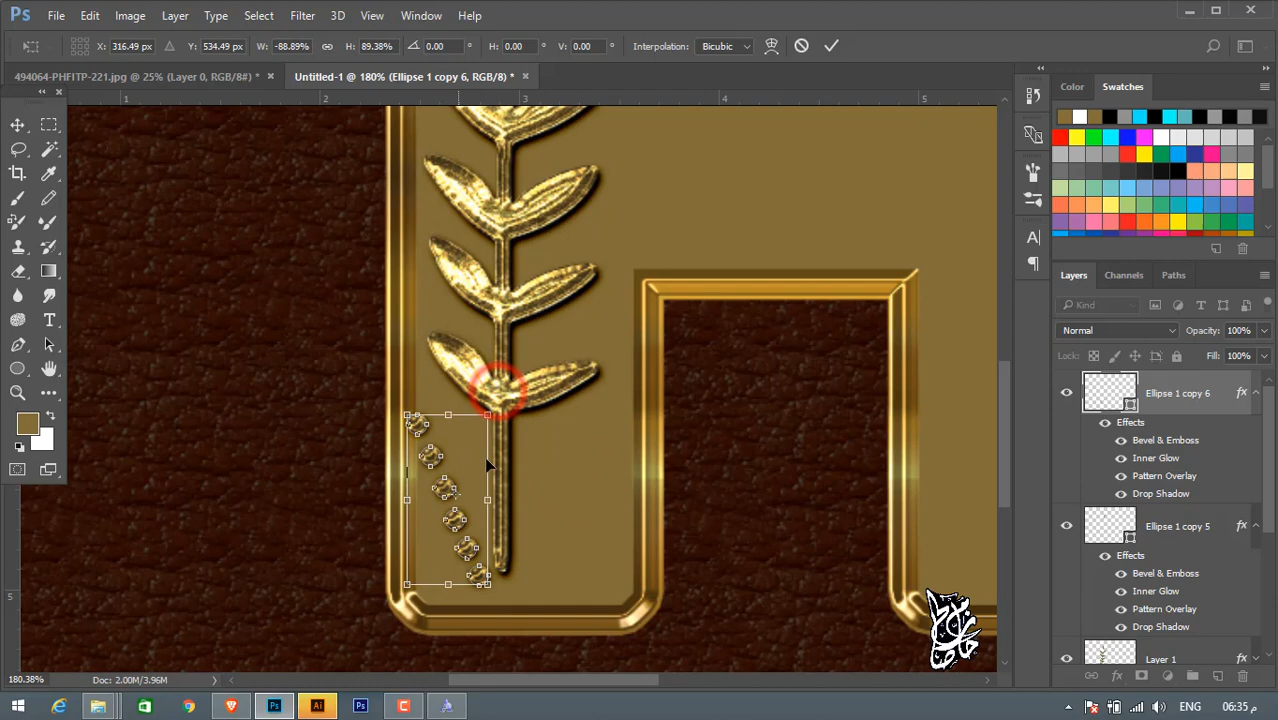 Ps File Edit Image Layer Type Select Filter 3D View Window Help
X: 316.49 px Y: 534.49 px W: -88.89% H: 89.38% 0.00 ° H: 0.00 ° V: 0.00 ° Interpolation: Bicubic
494064-PHFITP-221.jpg @ 25% (Layer 0, RGB/8#) * × Untitled-1 @ 180% (Ellipse 1 copy 6, RGB/8) * ×
Color Swatches
1 2 3 4 5
5
Layers Channels Paths
Kind
Normal Opacity: 100%
Lock: Fill: 100%
Ellipse 1 copy 6 fx
Effects
Bevel & Emboss
Inner Glow
Pattern Overlay
Drop Shadow
Ellipse 1 copy 5 fx
Effects
Bevel & Emboss
Inner Glow
Pattern Overlay
Drop Shadow
Layer 1 fx
180.38% Doc: 2.00M/3.96M
Ps Ai Ps C ENG 06:35 م